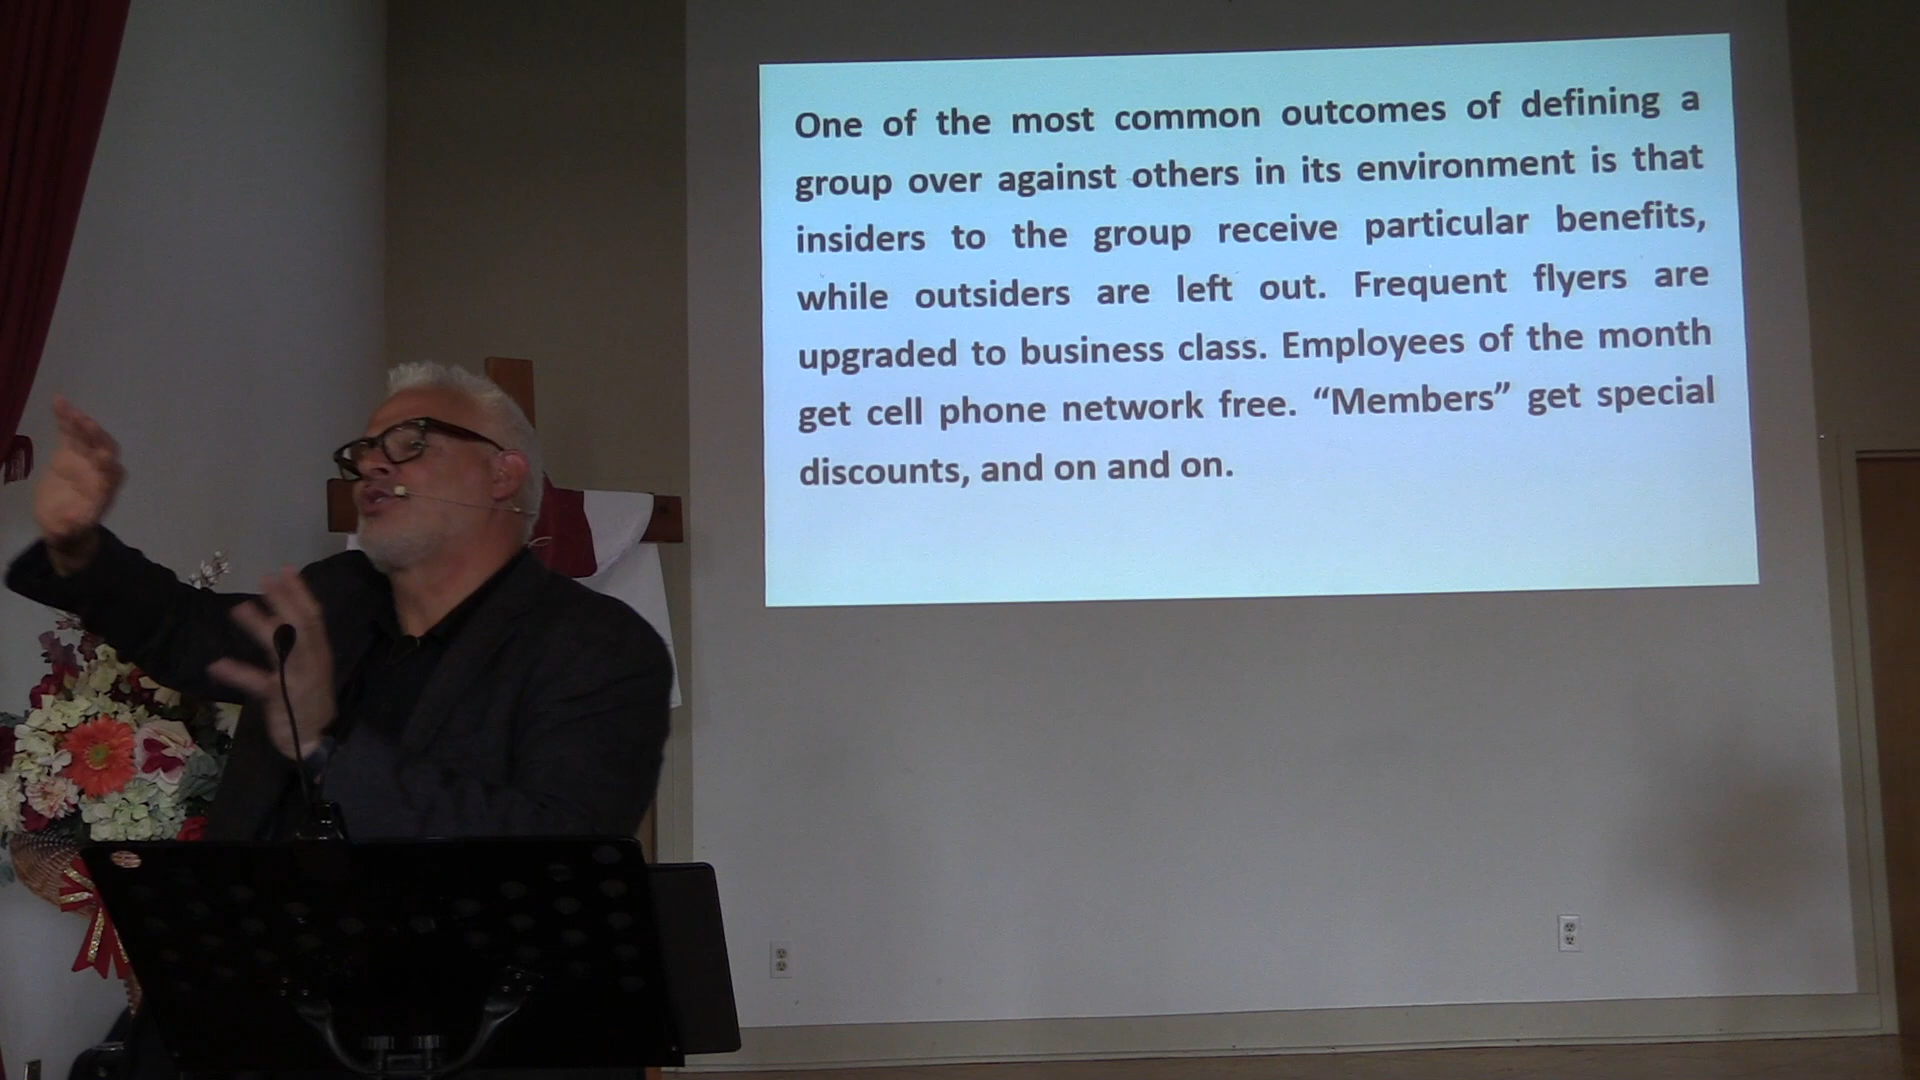 One of the most common outcomes of defining a
group over against others in its environment is that
insiders to the group receive particular benefits,
while outsiders are left out. Frequent flyers are
upgraded to business class. Employees of the month
get cell phone network free. “Members” get special
discounts, and on and on.